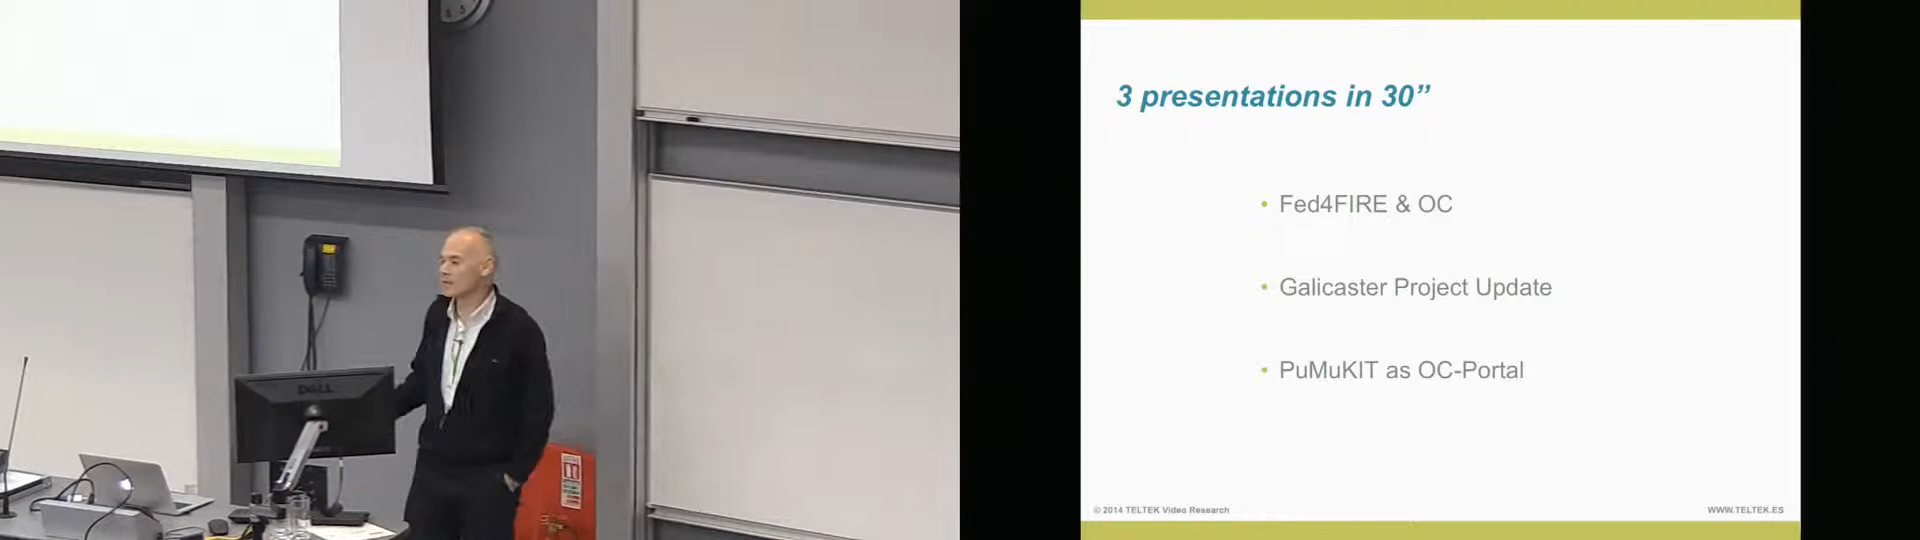 DELL
3 presentations in 30”
• Fed4FIRE & OC
• Galicaster Project Update
• PuMuKIT as OC-Portal
© 2014 TELTEK Video Research
WWW.TELTEK.ES